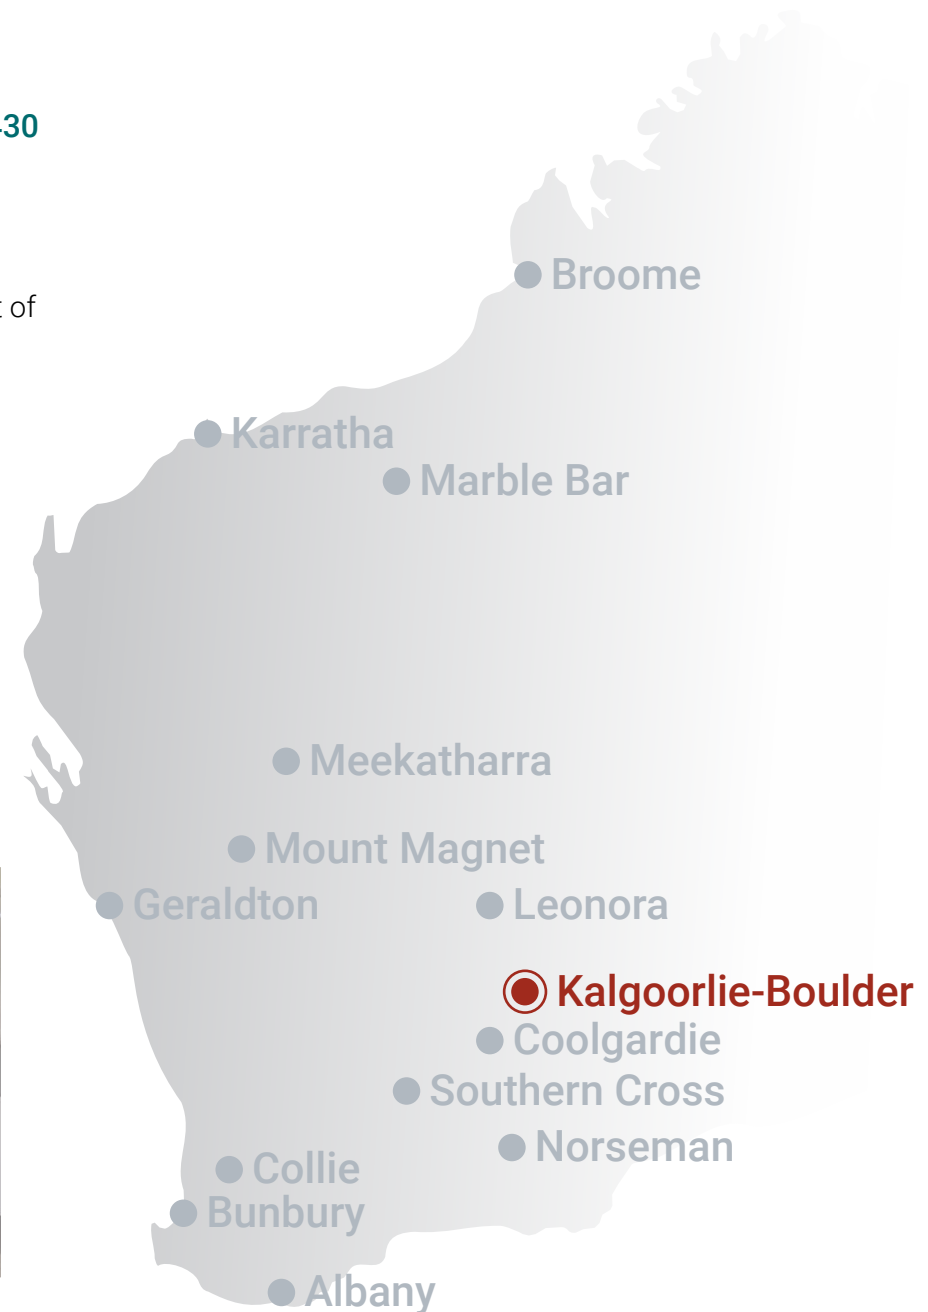 30
of
Broome
Karratha
Marble Bar
Meekatharra
Mount Magnet
Geraldton
Leonora
Kalgoorlie-Boulder
Coolgardie
Southern Cross
Norseman
Collie
Bunbury
Albany